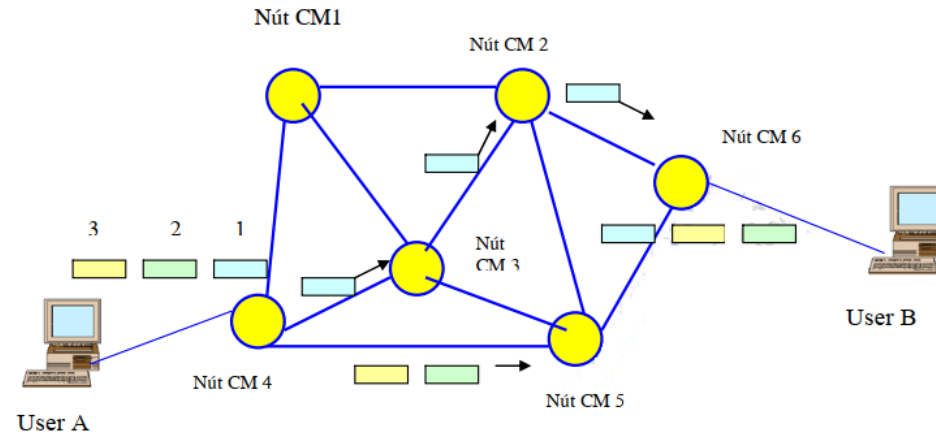 Nút CM1
Nút CM 2
Nút CM 6
3 2 1
Nút
CM 3
User B
Nút CM 4
Nút CM 5
User A